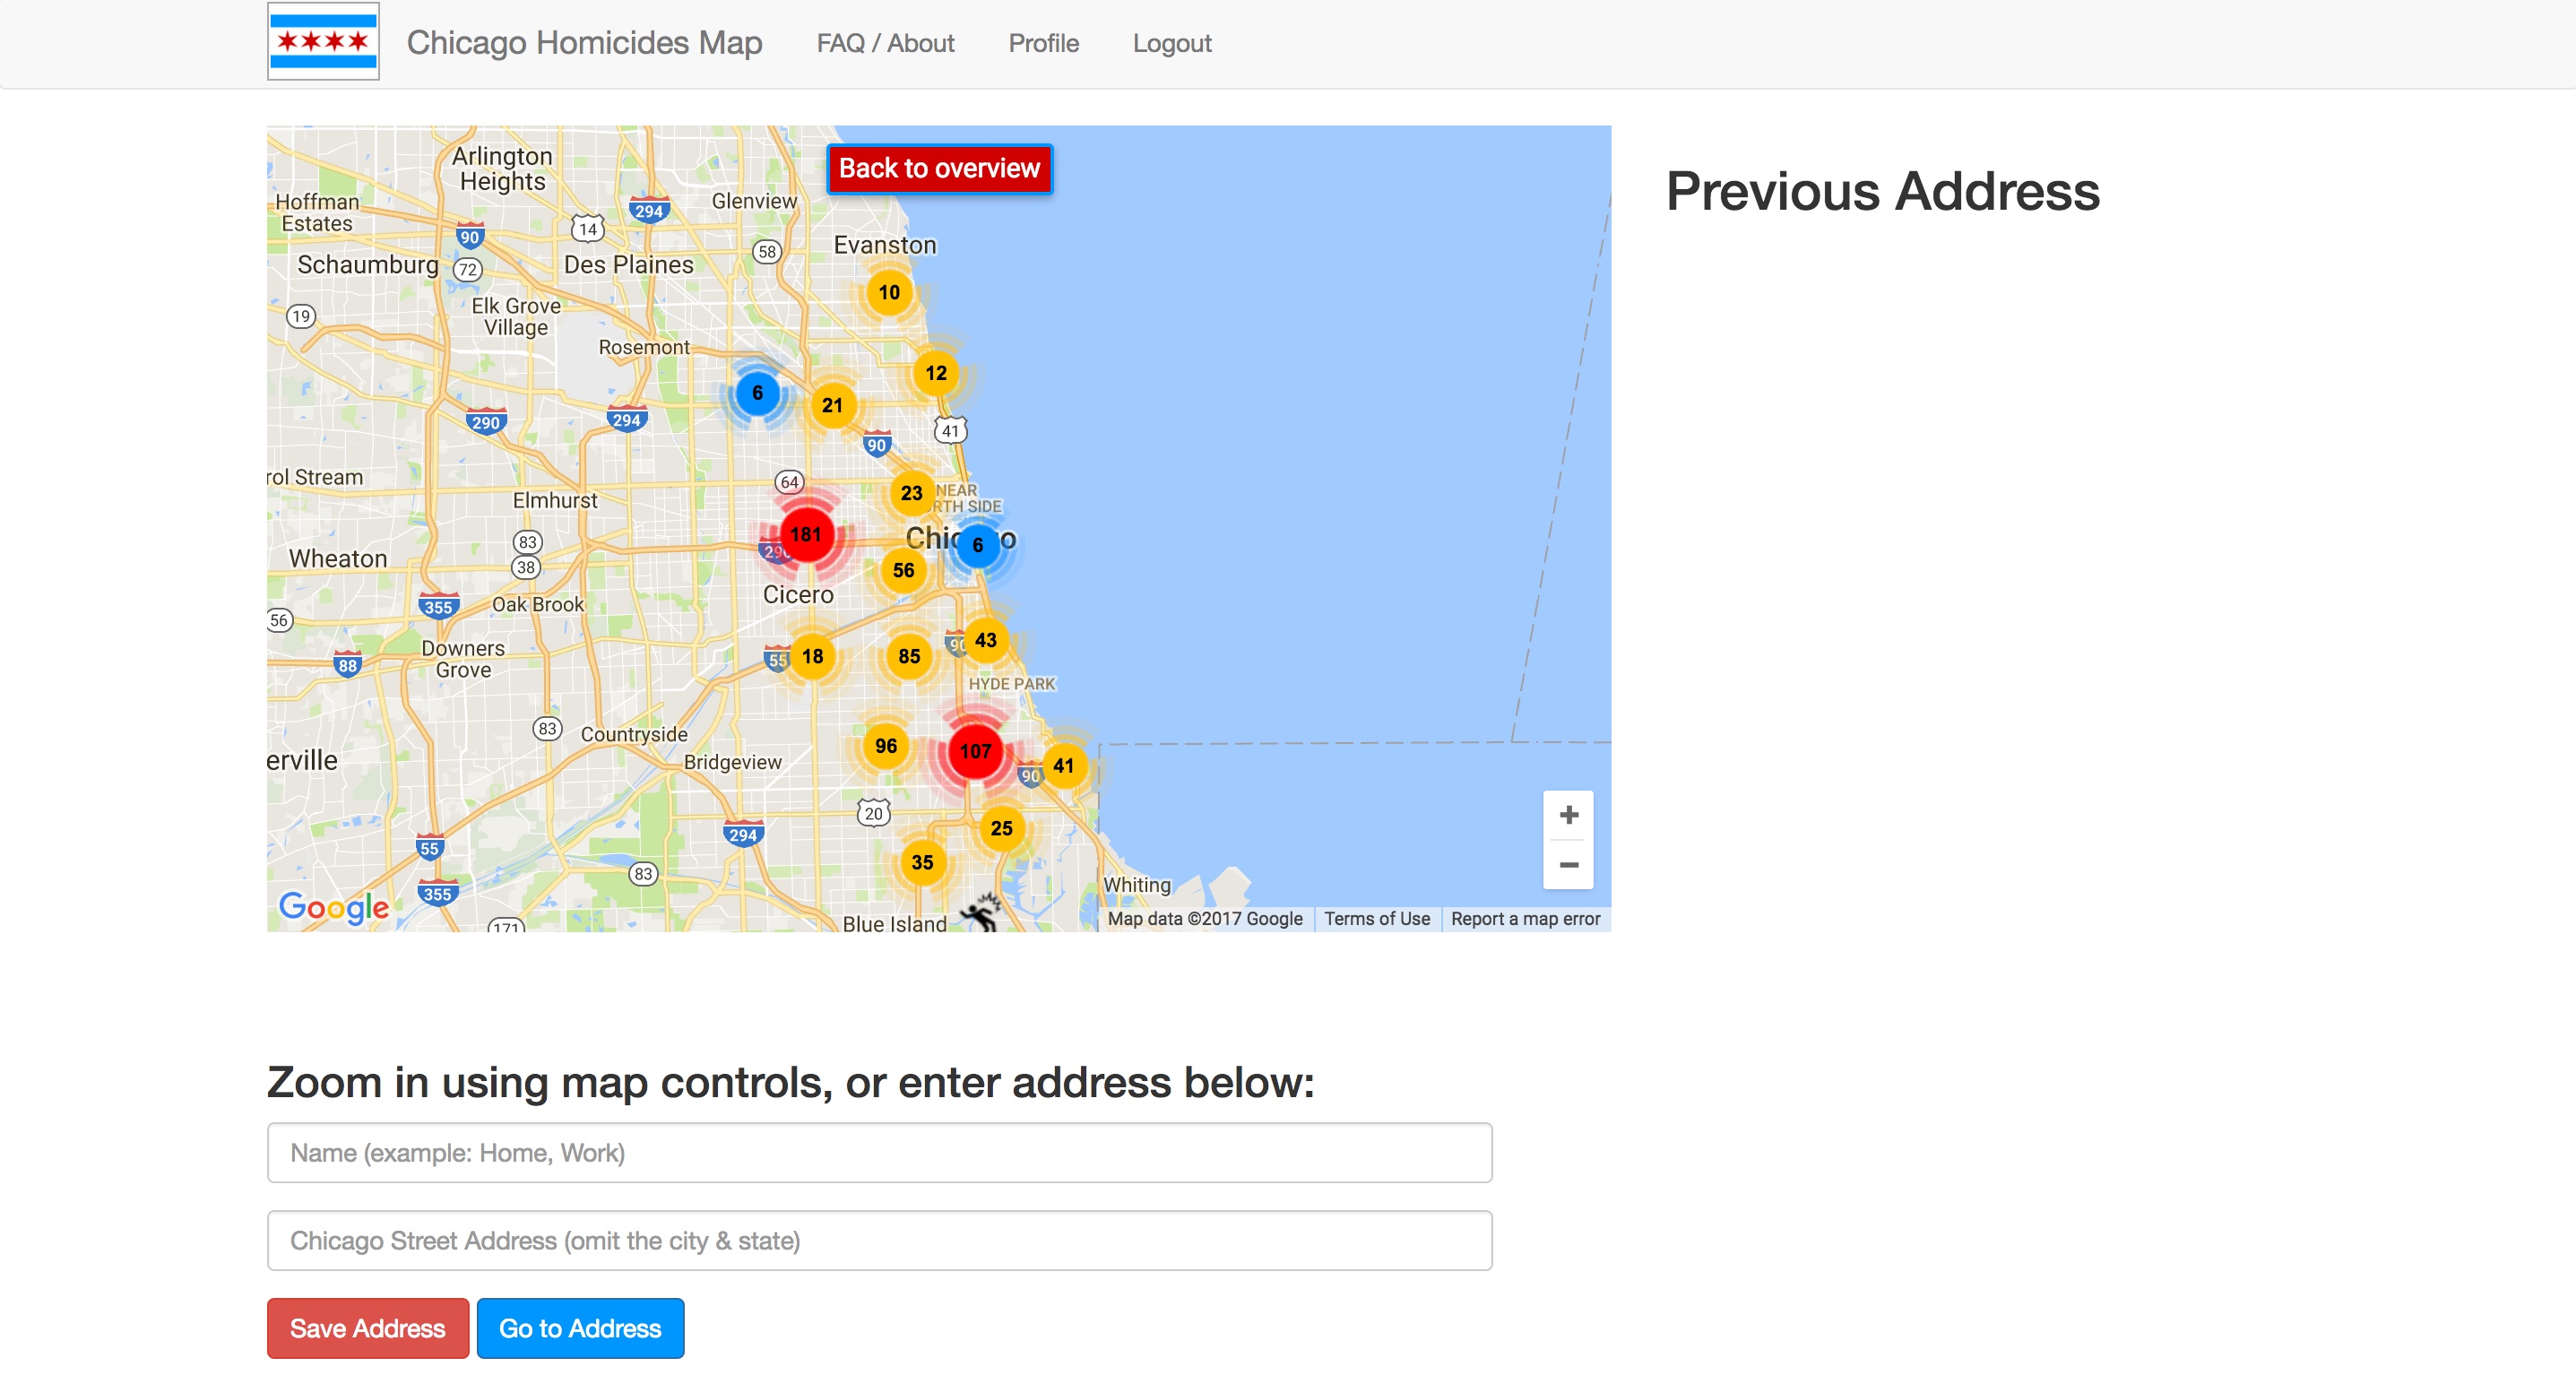 Chicago Homicides Map
FAQ / About
Profile
Logout
Back to overview
Previous Address
Arlington
Heights
Hoffman
Estates
294
Glenview
14
90
58
Evanston
Schaumburg
72
Des Plaines
10
Elk Grove
Village
19
Rosemont
12
6
21
290
294
41
90
rol Stream
64
23
NEAR
RTH SIDE
Elmhurst
181
Chic
o
6
83
290
Wheaton
38
56
Cicero
355
Oak Brook
56
43
90
Downers
Grove
88
55
18
85
HYDE PARK
83
Countryside
96
107
erville
Bridgeview
41
90
20
25
294
55
35
83
355
Whiting
Google
171
Blue Island
Map data ©2017 Google
Terms of Use
Report a map error
Zoom in using map controls, or enter address below:
Name (example: Home, Work)
Chicago Street Address (omit the city & state)
Save Address
Go to Address